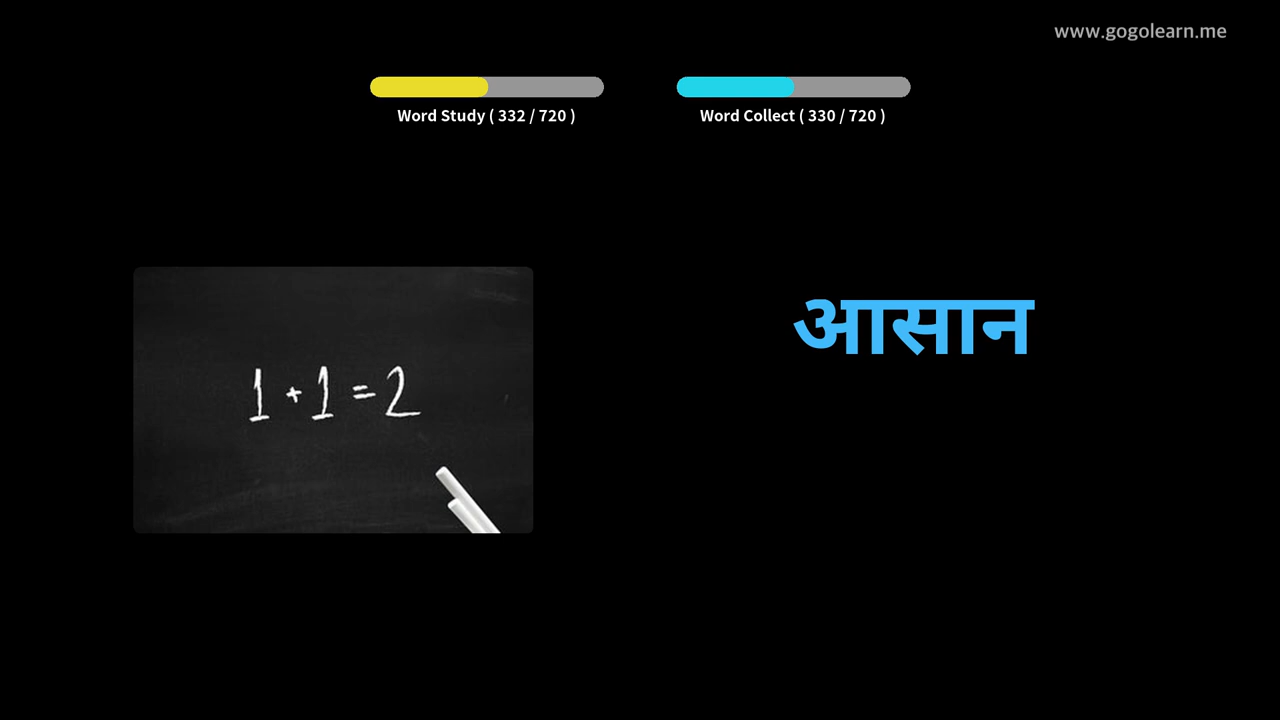 www.gogolearn.me
Word Study ( 332 / 720 )
Word Collect ( 330 / 720 )
1 + 1 = 2
आसान